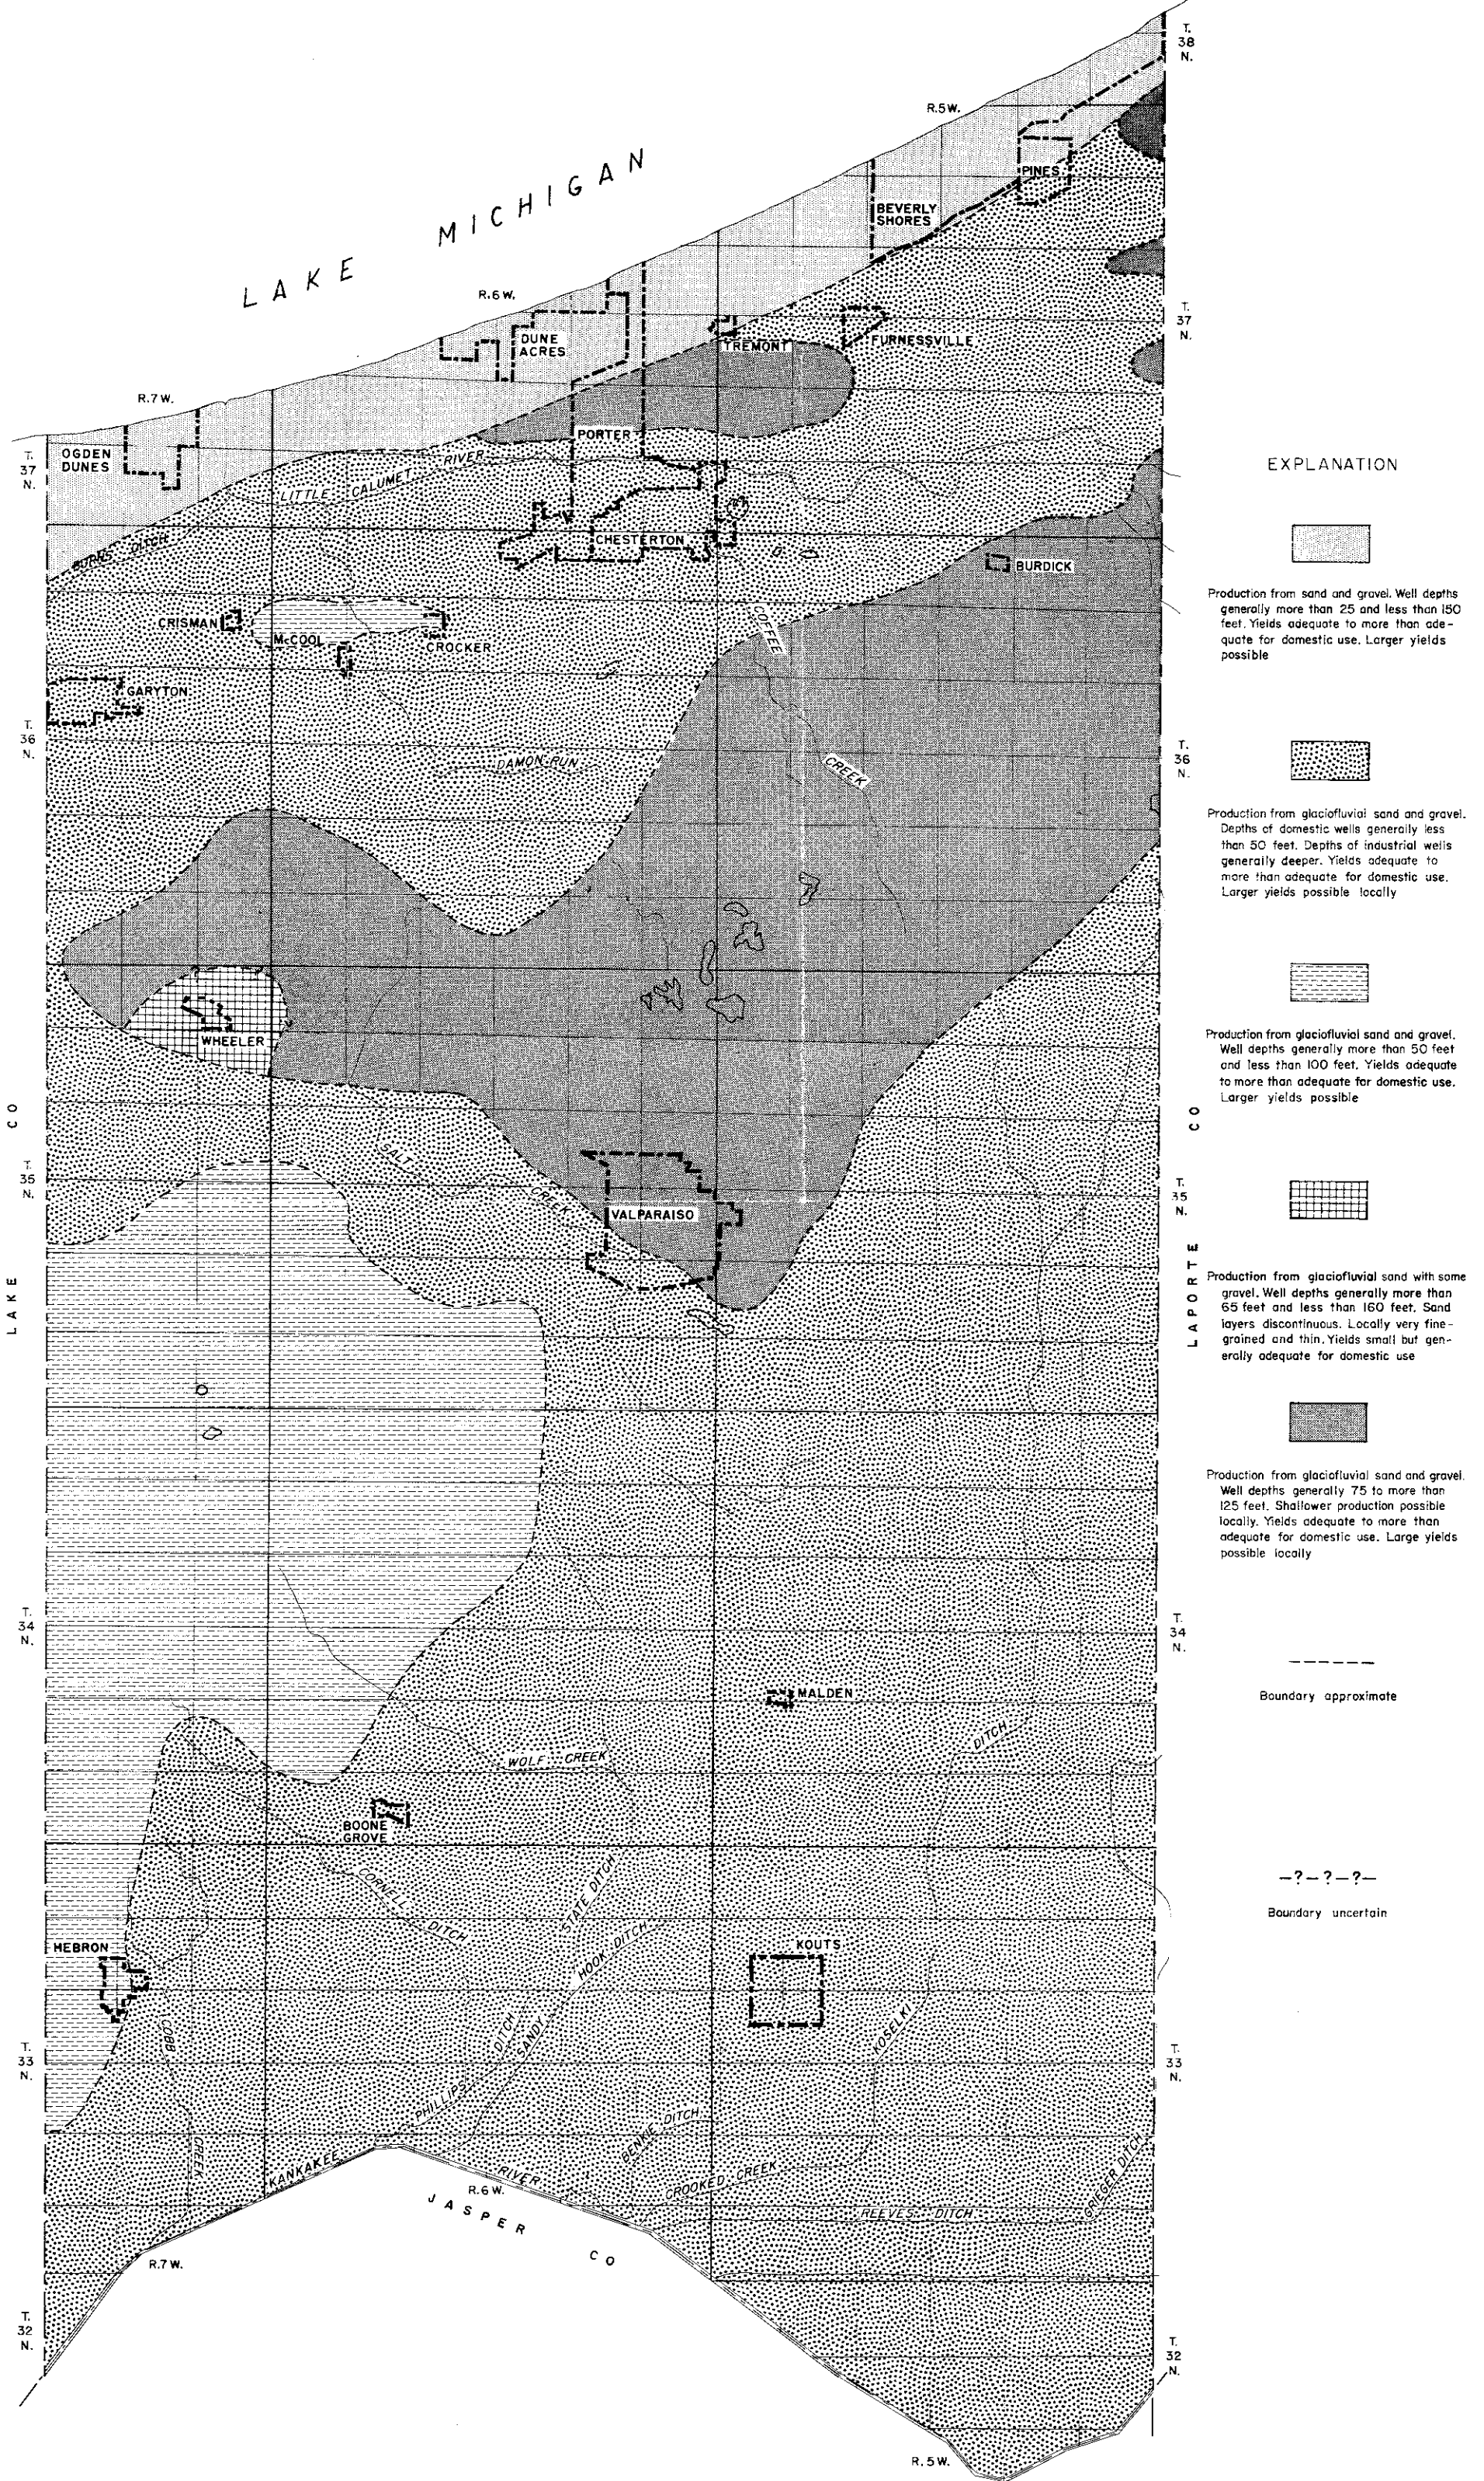 T.
38
N.
R.5W.
LAKE MICHIGAN
PINES
BEVERLY
SHORES
R.6W.
T.
37
N.
DUNE
ACRES
TREMONT
FURNESSVILLE
R.7W.
PORTER
OGDEN
DUNES
T.
37
N.
LITTLE CALUMET RIVER
EXPLANATION
BURNS DITCH
CHESTERTON
BURDICK
Production from sand and gravel. Well depths
generally more than 25 and less than 150
feet. Yields adequate to more than ade-
quate for domestic use. Larger yields
possible
CRISMAN
McCOOL
CROCKER
COFFEE
CREEK
GARYTON
T.
36
N.
T.
36
N.
DAMON RUN
Production from glaciofluvial sand and gravel.
Depths of domestic wells generally less
than 50 feet. Depths of industrial wells
generally deeper. Yields adequate to
more than adequate for domestic use.
Larger yields possible locally
WHEELER
Production from glaciofluvial sand and gravel.
Well depths generally more than 50 feet
and less than 100 feet. Yields adequate
to more than adequate for domestic use.
Larger yields possible
LAKE CO
LAPORTE CO
T.
35
N.
T.
35
N.
SALT
CREEK
VALPARAISO
Production from glaciofluvial sand with some
gravel. Well depths generally more than
65 feet and less than 160 feet. Sand
layers discontinuous. Locally very fine-
grained and thin. Yields small but gen-
erally adequate for domestic use
Production from glaciofluvial sand and gravel.
Well depths generally 75 to more than
125 feet. Shallower production possible
locally. Yields adequate to more than
adequate for domestic use. Large yields
possible locally
T.
34
N.
T.
34
N.
MALDEN
Boundary approximate
DITCH
WOLF CREEK
BOONE
GROVE
CORNELL DITCH
STATE DITCH
–?–?–?–
Boundary uncertain
HEBRON
HOOK DITCH
KOUTS
COBB
CREEK
SANDY
PHILLIPS DITCH
KOSELKI
T.
33
N.
T.
33
N.
BENKIE DITCH
KANKAKEE
RIVER
CROOKED CREEK
GRIEGER DITCH
R.6W.
JASPER CO
REEVES DITCH
R.7W.
T.
32
N.
T.
32
N.
R.5W.